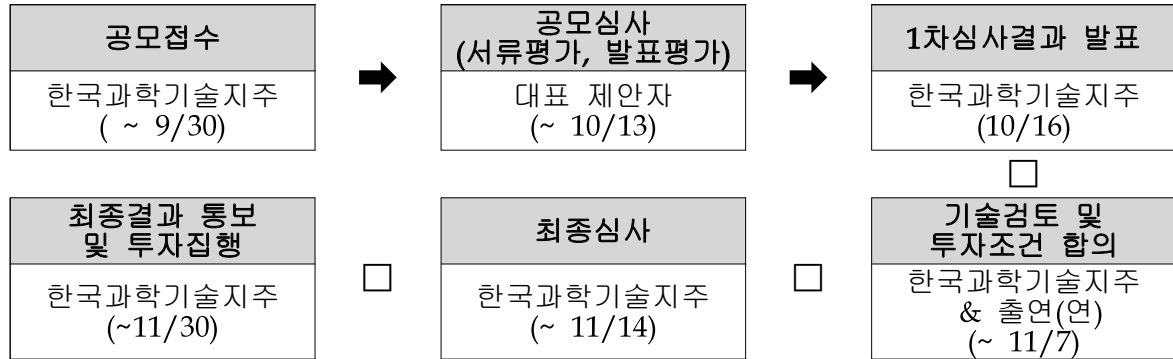 공모접수
한국과학기술지주
( ~ 9/30)
➡
공모심사
(서류평가, 발표평가)
대표 제안자
(~ 10/13)
➡
1차심사결과 발표
한국과학기술지주
(10/16)
□
기술검토 및
투자조건 합의
한국과학기술지주
& 출연(연)
(~ 11/7)
□
최종심사
한국과학기술지주
(~ 11/14)
□
최종결과 통보
및 투자집행
한국과학기술지주
(~11/30)